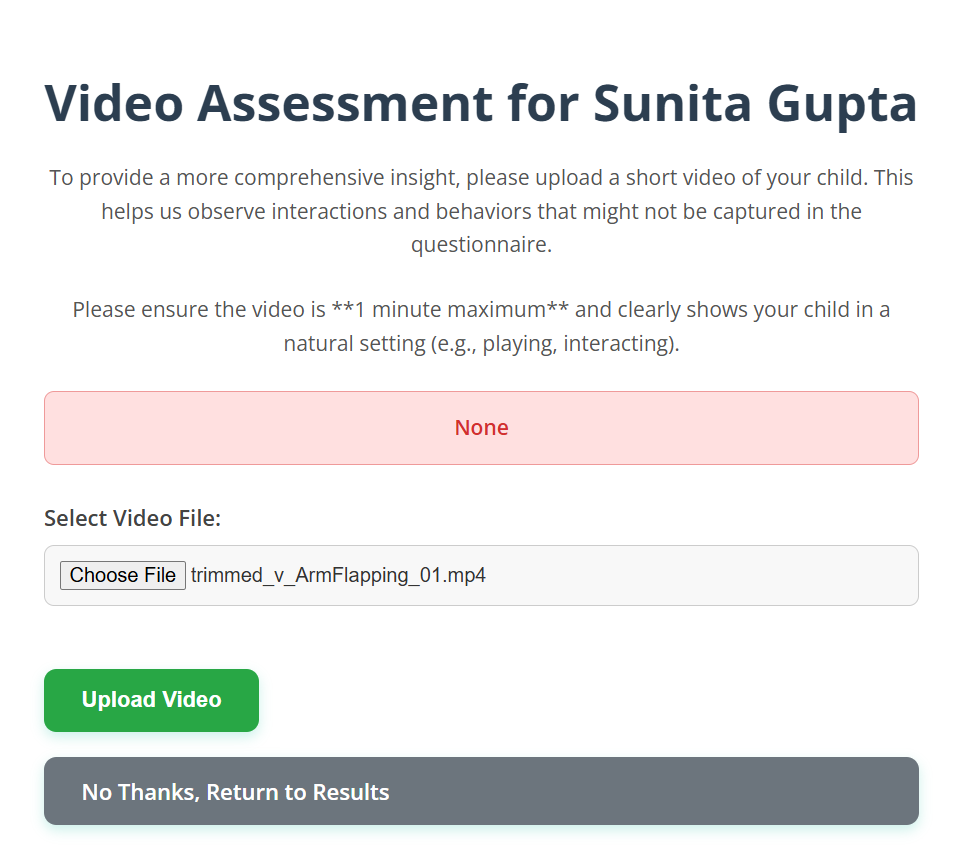 Video Assessment for Sunita Gupta
To provide a more comprehensive insight, please upload a short video of your child. This
helps us observe interactions and behaviors that might not be captured in the
questionnaire.
Please ensure the video is **1 minute maximum** and clearly shows your child in a
natural setting (e.g., playing, interacting).
None
Select Video File:
Choose File trimmed_v_ArmFlapping_01.mp4
Upload Video
No Thanks, Return to Results